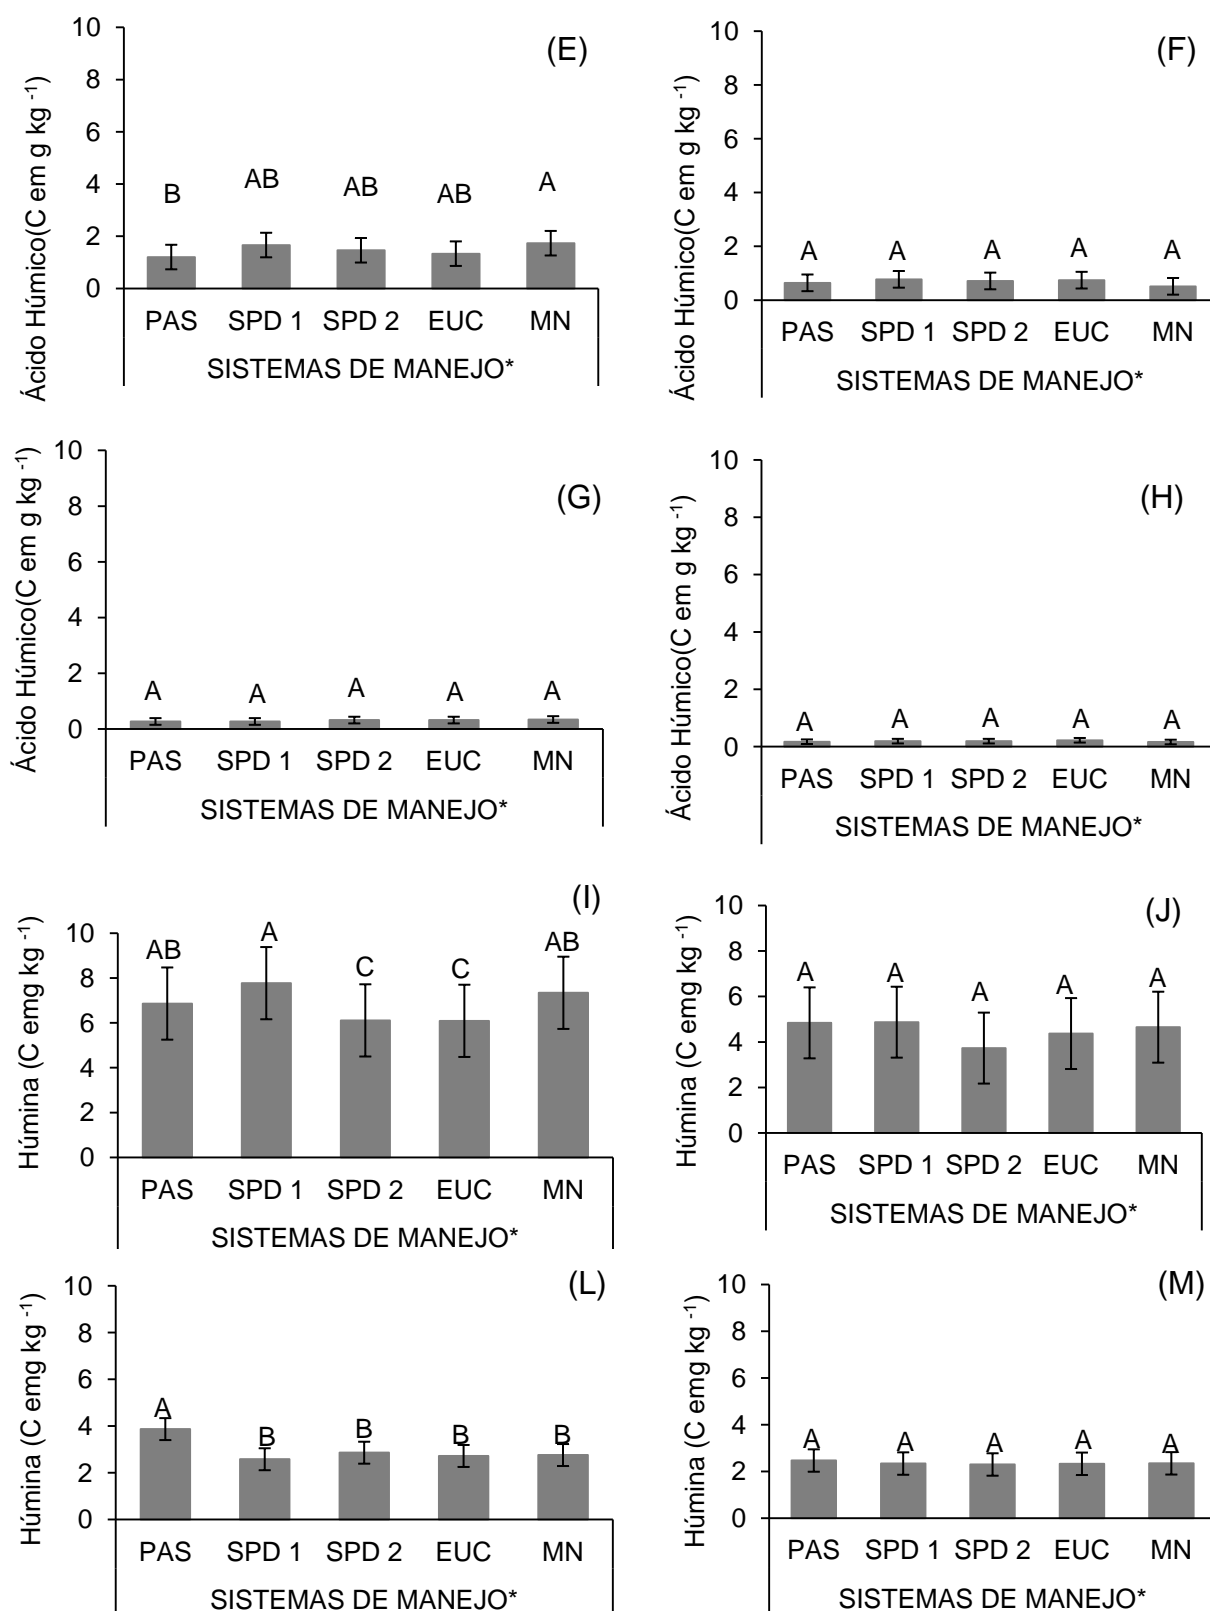 (E)
Ácido Húmico(C em g kg -1)
10
8
6
4
2
0
B AB AB AB A
PAS SPD 1 SPD 2 EUC MN
SISTEMAS DE MANEJO*
(F)
Ácido Húmico(C em g kg -1)
10
8
6
4
2
0
A A A A A
PAS SPD 1 SPD 2 EUC MN
SISTEMAS DE MANEJO*
(G)
Ácido Húmico(C em g kg -1)
10
8
6
4
2
0
A A A A A
PAS SPD 1 SPD 2 EUC MN
SISTEMAS DE MANEJO*
(H)
Ácido Húmico(C em g kg -1)
10
8
6
4
2
0
A A A A A
PAS SPD 1 SPD 2 EUC MN
SISTEMAS DE MANEJO*
(I)
Húmina (C emg kg -1)
10
8
6
4
2
0
AB A C C AB
PAS SPD 1 SPD 2 EUC MN
SISTEMAS DE MANEJO*
(J)
Húmina (C emg kg -1)
10
8
6
4
2
0
A A A A A
PAS SPD 1 SPD 2 EUC MN
SISTEMAS DE MANEJO*
(L)
Húmina (C emg kg -1)
10
8
6
4
2
0
A B B B B
PAS SPD 1 SPD 2 EUC MN
SISTEMAS DE MANEJO*
(M)
Húmina (C emg kg -1)
10
8
6
4
2
0
A A A A A
PAS SPD 1 SPD 2 EUC MN
SISTEMAS DE MANEJO*